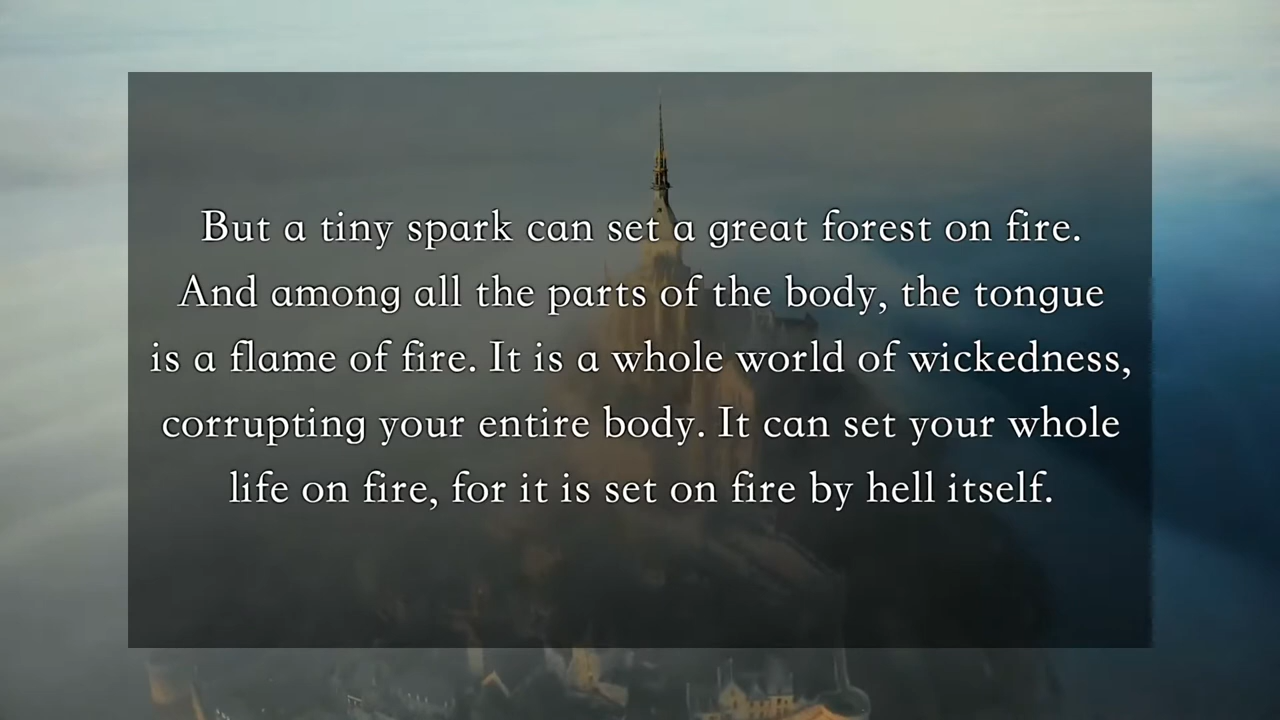 But a tiny spark can set a great forest on fire.
And among all the parts of the body, the tongue
is a flame of fire. It is a whole world of wickedness,
corrupting your entire body. It can set your whole
life on fire, for it is set on fire by hell itself.